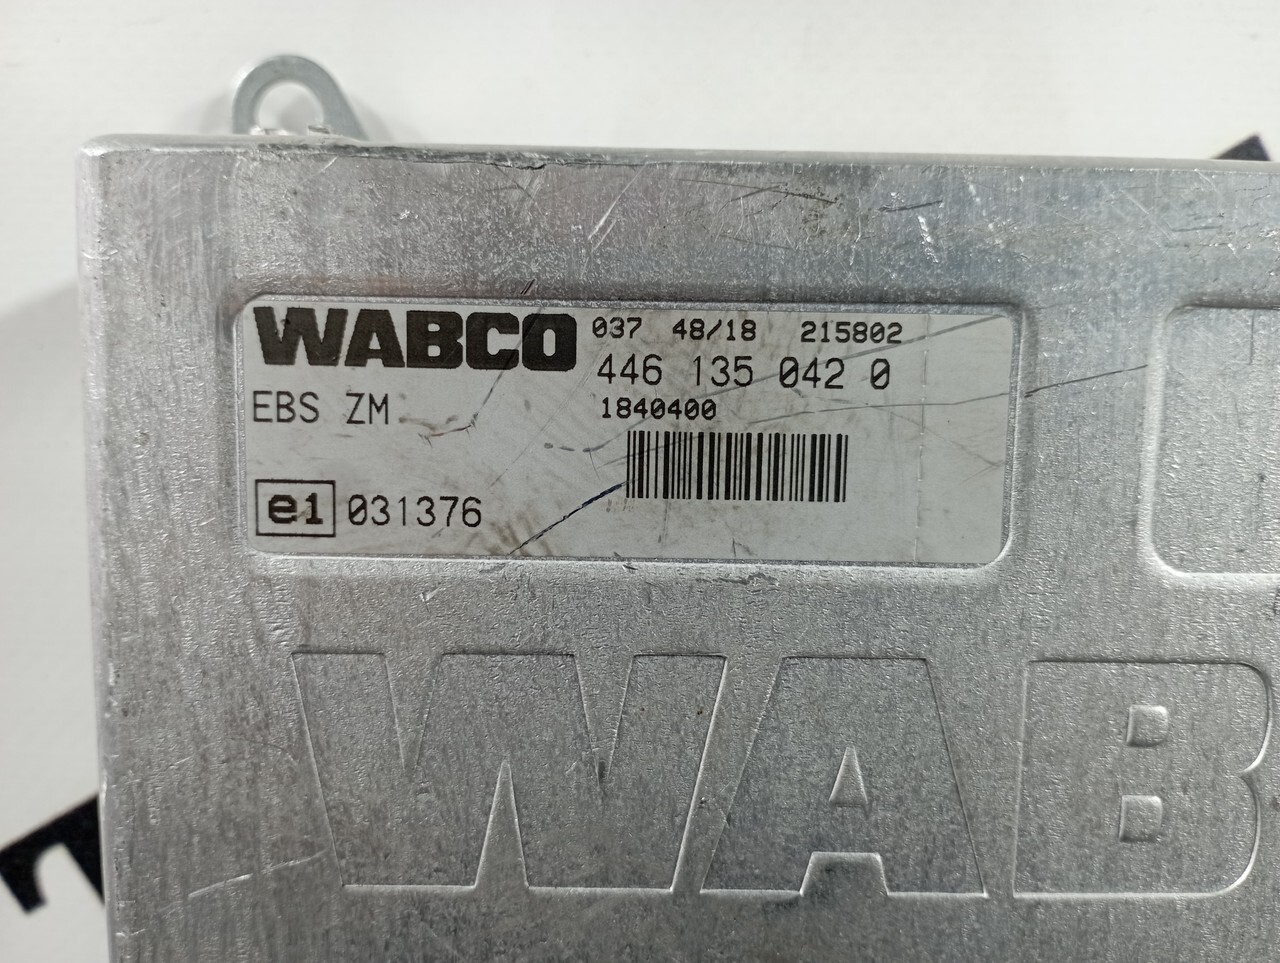 WABCO 037 48/18 215802
446 135 042 0
EBS ZM 1840400
e1 031376
WAB